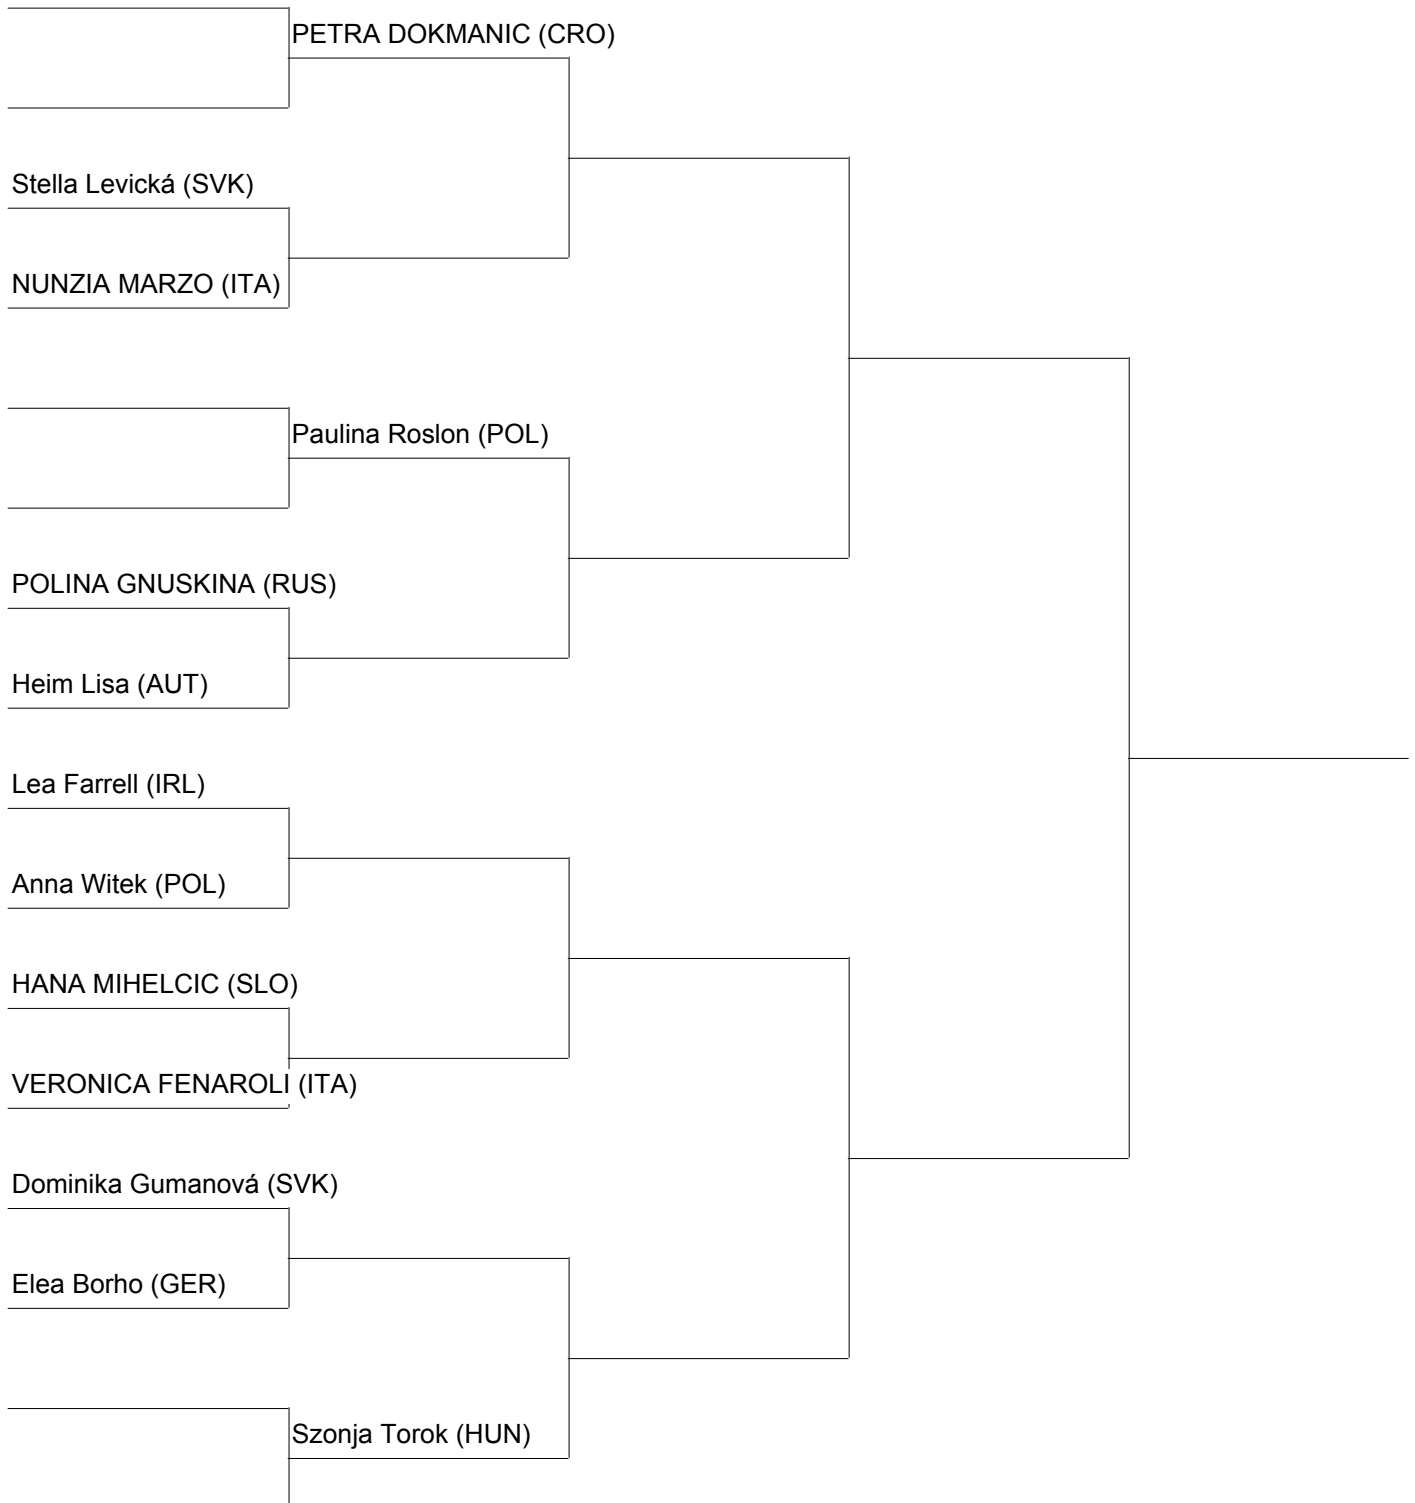 PETRA DOKMANIC (CRO)
Stella Levická (SVK)
NUNZIA MARZO (ITA)
Paulina Roslon (POL)
POLINA GNUSKINA (RUS)
Heim Lisa (AUT)
Lea Farrell (IRL)
Anna Witek (POL)
HANA MIHELCIC (SLO)
VERONICA FENAROLI (ITA)
Dominika Gumanová (SVK)
Elea Borho (GER)
Szonja Torok (HUN)